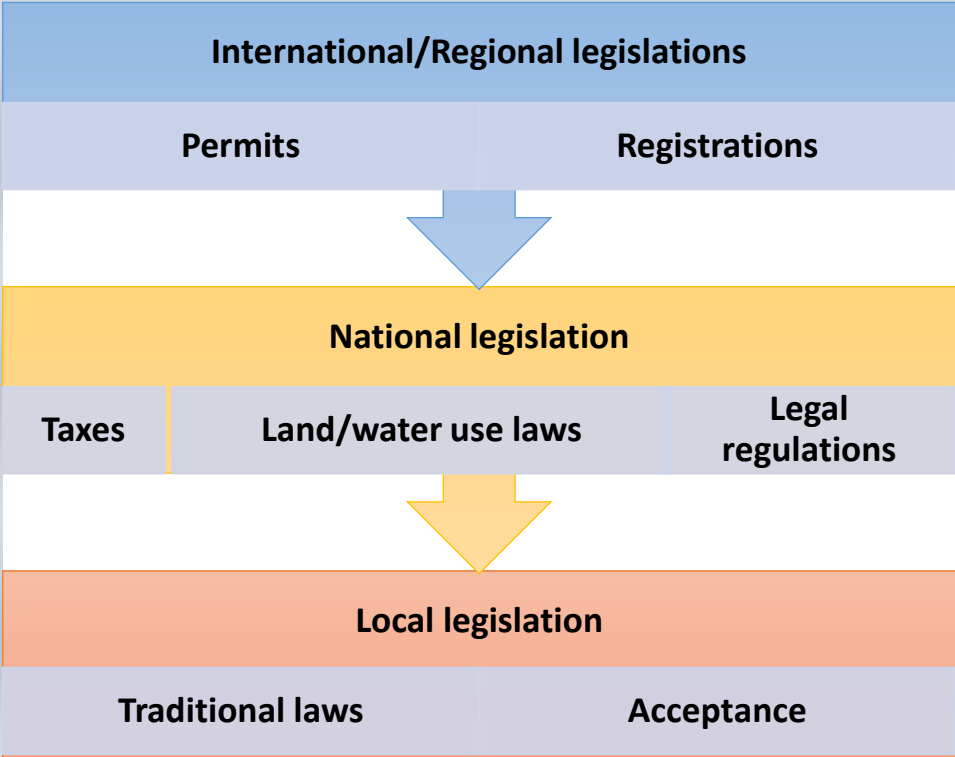 International/Regional legislations
Permits
Registrations
National legislation
Taxes
Land/water use laws
Legal
regulations
Local legislation
Traditional laws
Acceptance